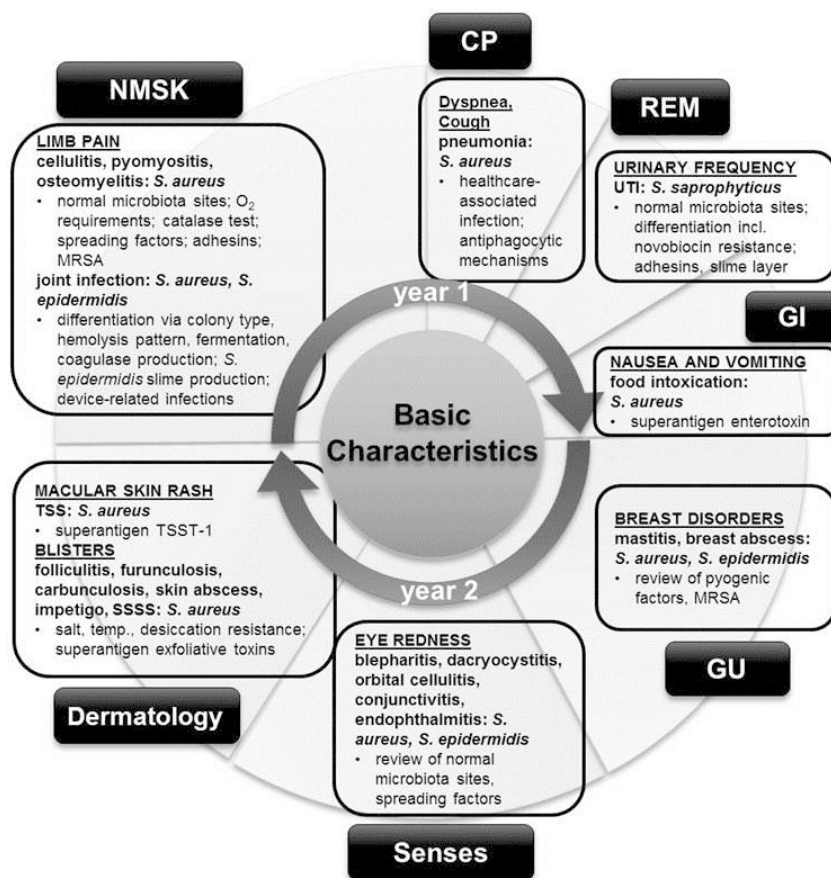 CP
NMSK
REM
Dyspnea,
Cough
pneumonia:
S. aureus
• healthcare-
associated
infection;
antiphagocytic
mechanisms
LIMB PAIN
cellulitis, pyomyositis,
osteomyelitis: S. aureus
• normal microbiota sites; O₂
requirements; catalase test;
spreading factors; adhesins;
MRSA
joint infection: S. aureus, S.
epidermidis
• differentiation via colony type,
hemolysis pattern, fermentation,
coagulase production; S.
epidermidis slime production;
device-related infections
URINARY FREQUENCY
UTI: S. saprophyticus
• normal microbiota sites;
differentiation incl.
novobiocin resistance;
adhesins, slime layer
year 1
GI
NAUSEA AND VOMITING
food intoxication:
S. aureus
• superantigen enterotoxin
Basic
Characteristics
MACULAR SKIN RASH
TSS: S. aureus
• superantigen TSST-1
BLISTERS
folliculitis, furunculosis,
carbunculosis, skin abscess,
impetigo, SSSS: S. aureus
• salt, temp., desiccation resistance;
superantigen exfoliative toxins
BREAST DISORDERS
mastitis, breast abscess:
S. aureus, S. epidermidis
• review of pyogenic
factors, MRSA
year 2
EYE REDNESS
blepharitis, dacryocystitis,
orbital cellulitis,
conjunctivitis,
endophthalmitis: S.
aureus, S. epidermidis
• review of normal
microbiota sites,
spreading factors
GU
Dermatology
Senses